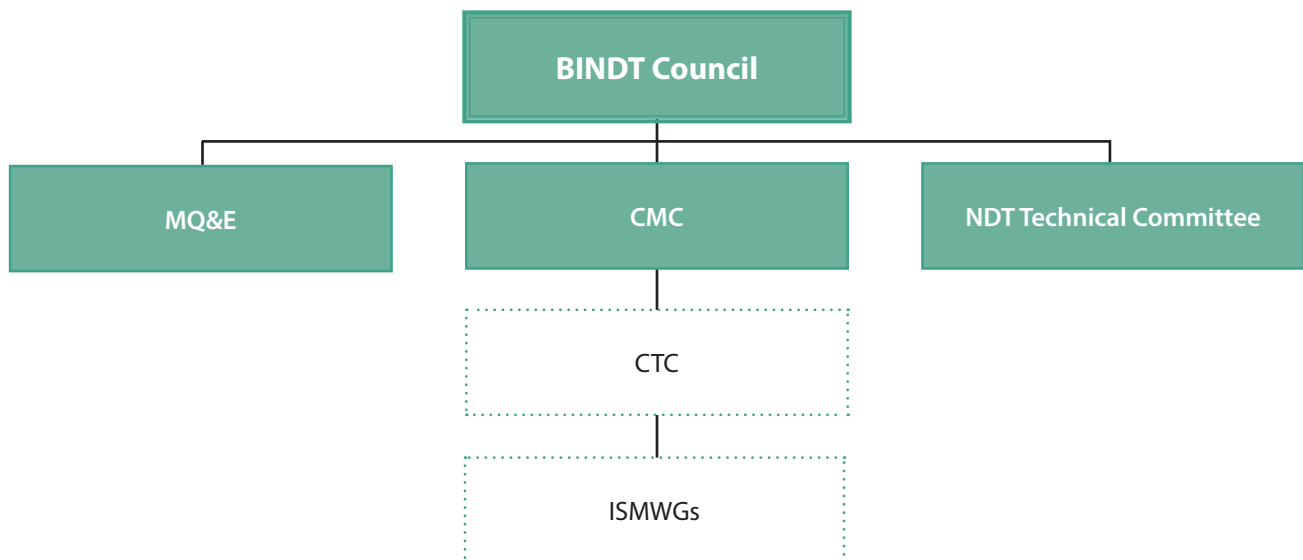 BINDT Council
MQ&E
CMC
NDT Technical Committee
CTC
ISMWGs